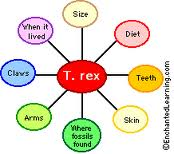 Size
When it
lived
Diet
T. rex
Claws
Teeth
Arms
Skin
Where
fossils
found
©EnchantedLearning.com